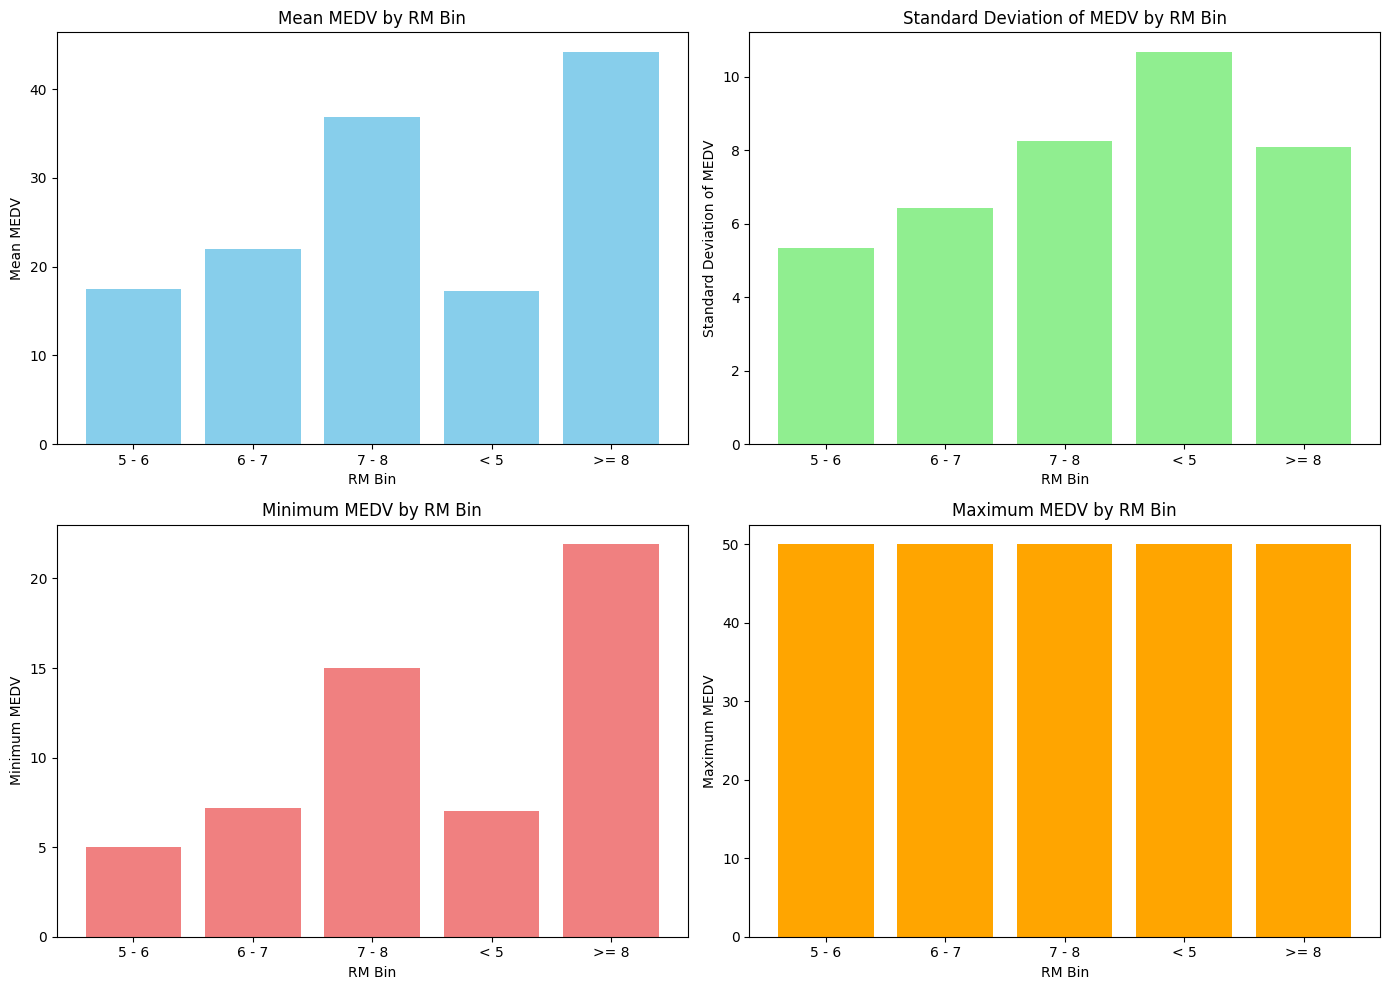 Mean MEDV by RM Bin
Mean MEDV
40
30
20
10
0
5 - 6 6 - 7 7 - 8 < 5 >= 8
RM Bin
Standard Deviation of MEDV by RM Bin
Standard Deviation of MEDV
10
8
6
4
2
0
5 - 6 6 - 7 7 - 8 < 5 >= 8
RM Bin
Minimum MEDV by RM Bin
Minimum MEDV
20
15
10
5
0
5 - 6 6 - 7 7 - 8 < 5 >= 8
RM Bin
Maximum MEDV by RM Bin
Maximum MEDV
50
40
30
20
10
0
5 - 6 6 - 7 7 - 8 < 5 >= 8
RM Bin